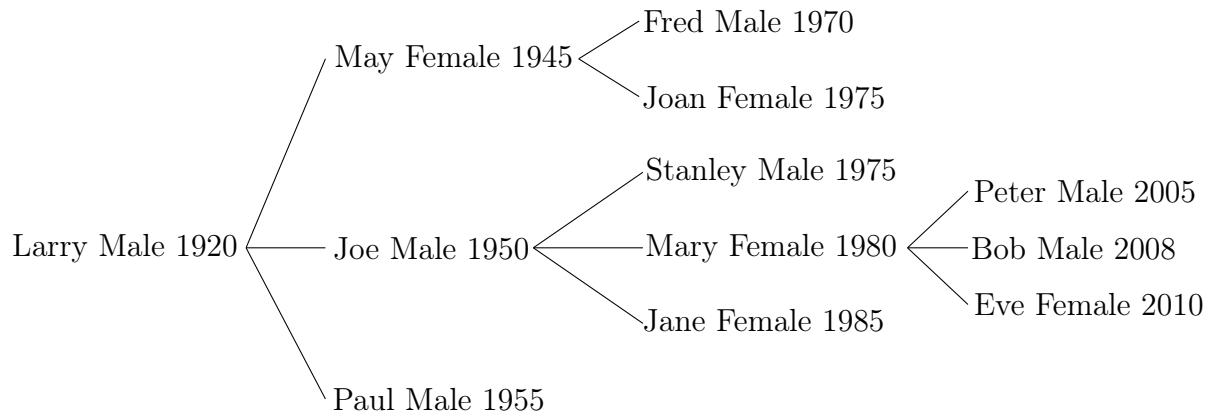 Fred Male 1970
May Female 1945
Joan Female 1975
Stanley Male 1975
Peter Male 2005
Larry Male 1920
Joe Male 1950
Mary Female 1980
Bob Male 2008
Eve Female 2010
Jane Female 1985
Paul Male 1955